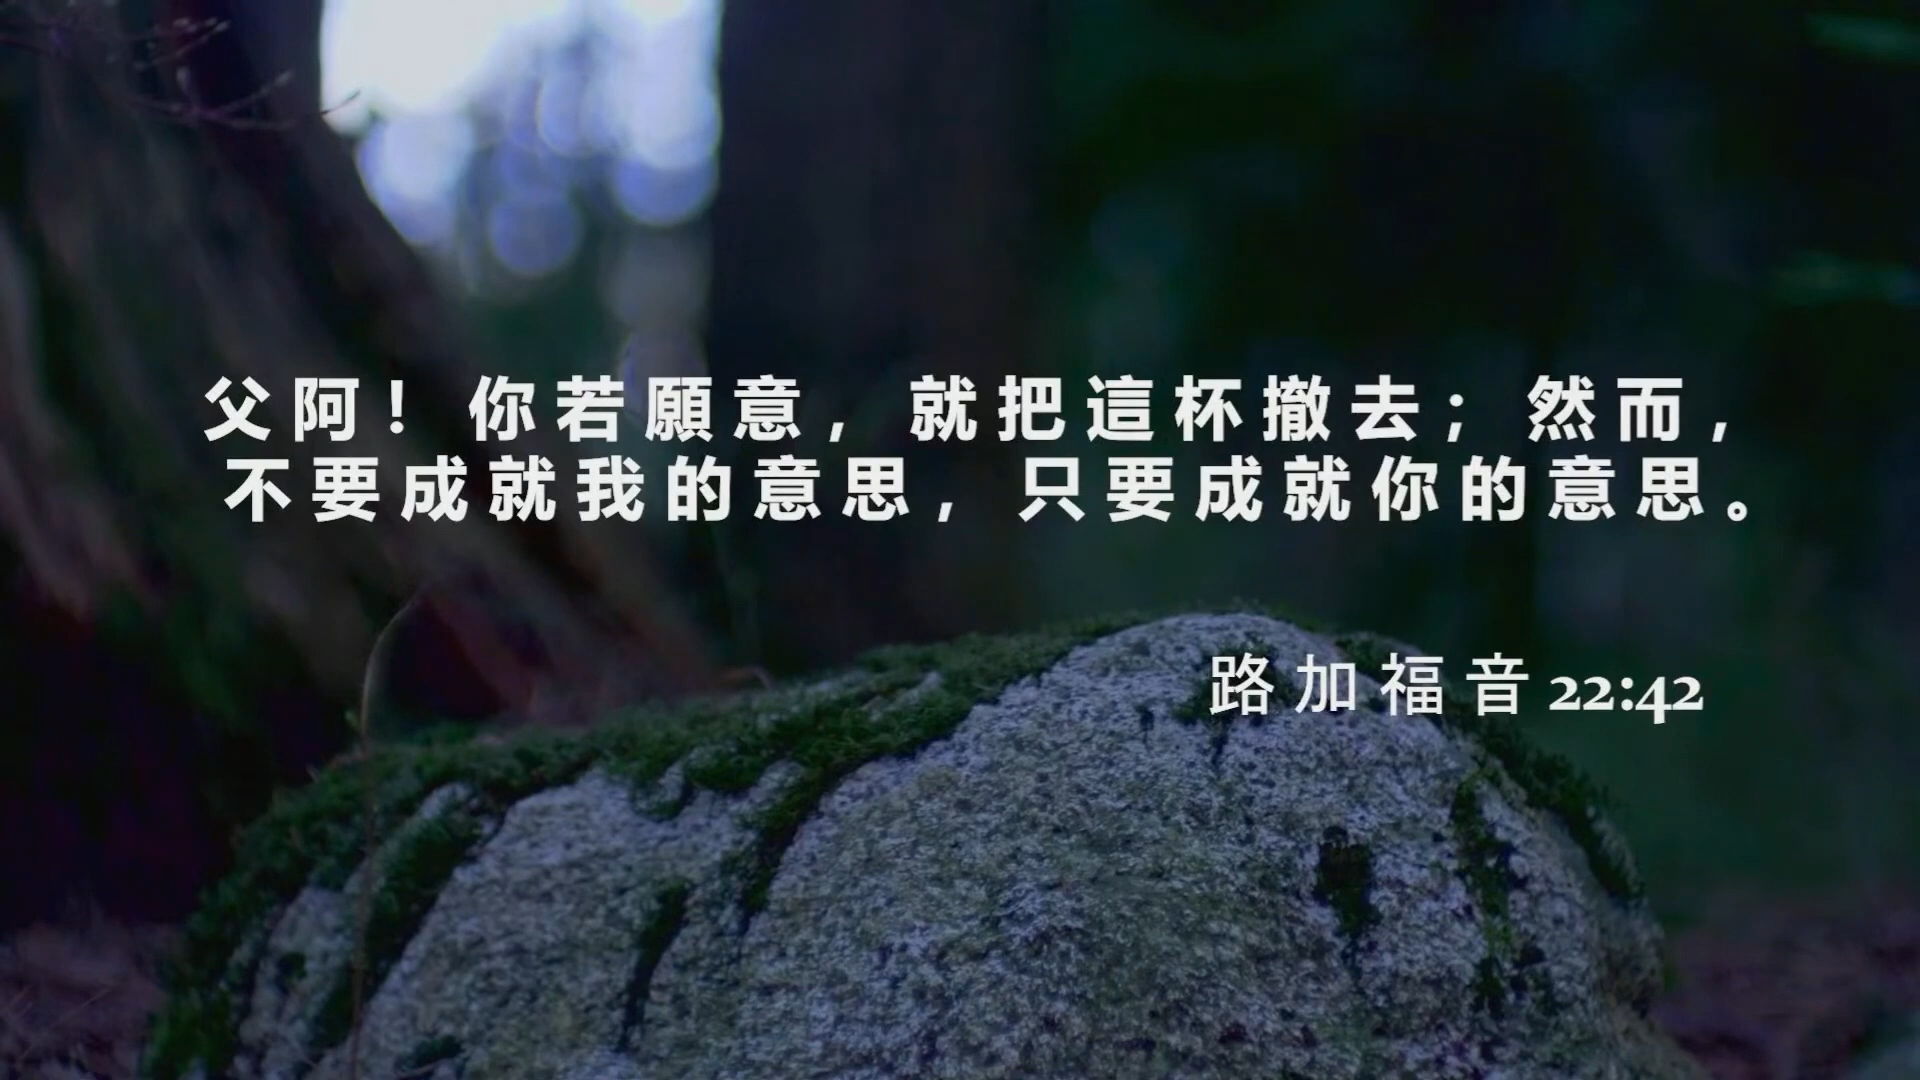 父阿！你若願意，就把這杯撤去；然而，
不要成就我的意思，只要成就你的意思。
路加福音 22:42